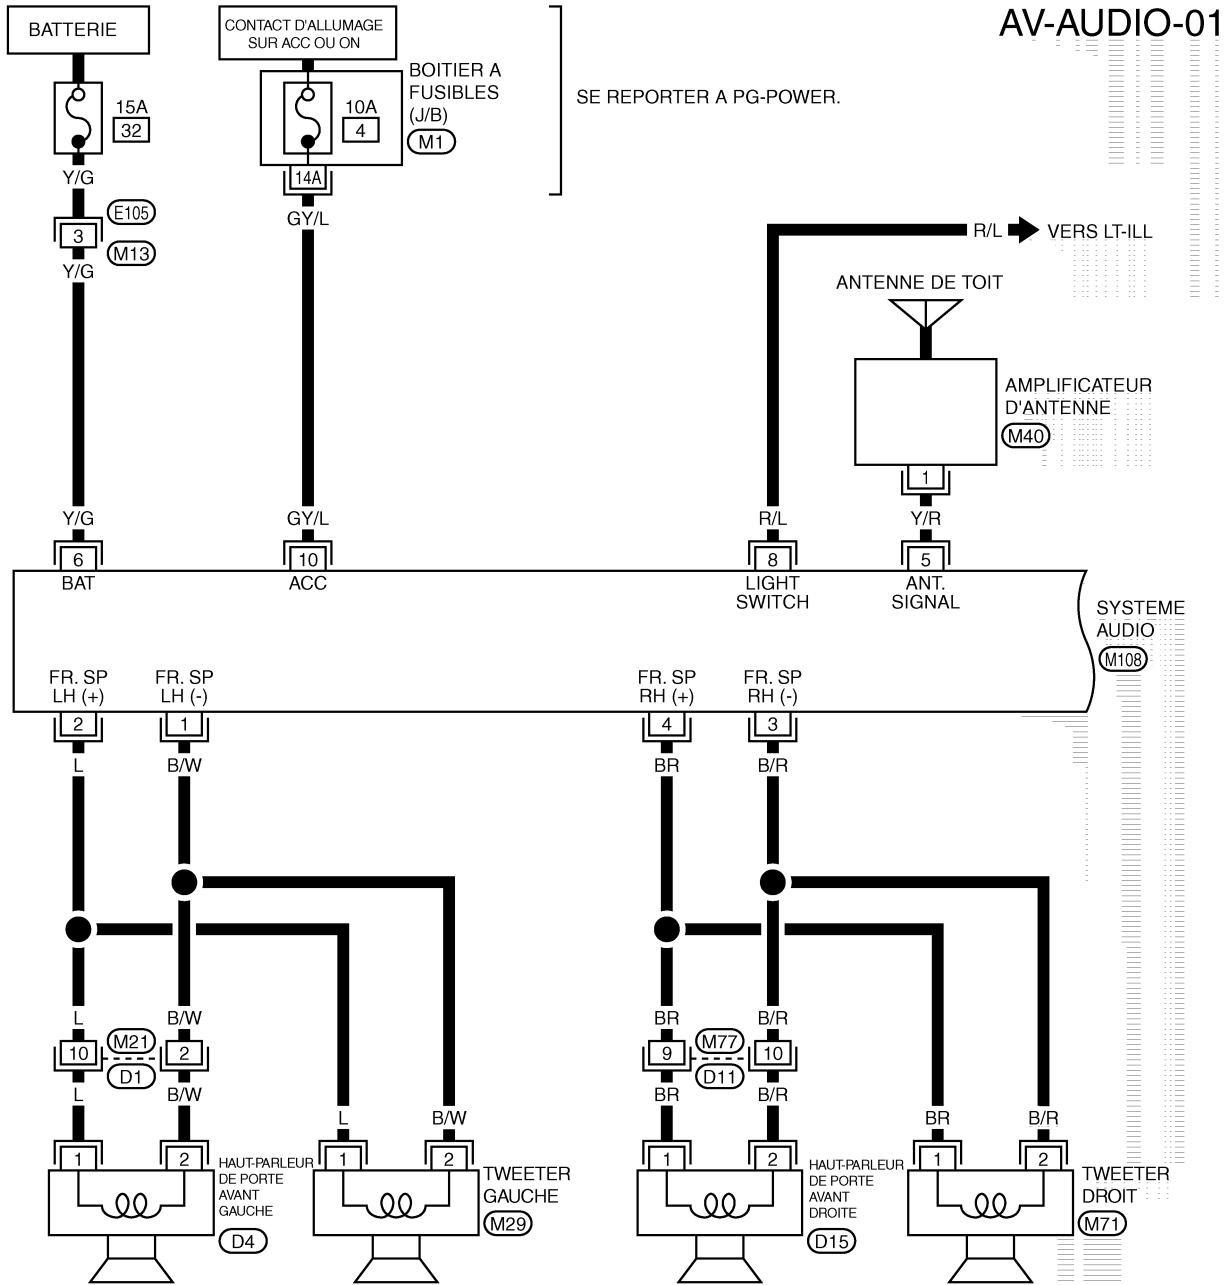 AV-AUDIO-01
BATTERIE
CONTACT D'ALLUMAGE
SUR ACC OU ON
15A
32
10A
4
BOITIER A
FUSIBLES
(J/B)
M1
SE REPORTER A PG-POWER.
14A
Y/G
GY/L
E105
3
M13
Y/G
R/L
VERS LT-ILL
ANTENNE DE TOIT
AMPLIFICATEUR
D'ANTENNE
M40
1
Y/G
GY/L
R/L
Y/R
6
10
8
5
BAT
ACC
LIGHT
SWITCH
ANT.
SIGNAL
SYSTEME
AUDIO
M108
FR. SP
LH (+)
FR. SP
LH (-)
FR. SP
RH (+)
FR. SP
RH (-)
2
1
4
3
L
B/W
BR
B/R
L
B/W
BR
B/R
10
M21
2
9
M77
10
D1
D11
L
B/W
BR
B/R
L
B/W
BR
B/R
1
2
1
2
1
2
1
2
HAUT-PARLEUR
DE PORTE
AVANT
GAUCHE
D4
TWEETER
GAUCHE
M29
HAUT-PARLEUR
DE PORTE
AVANT
DROITE
D15
TWEETER
DROIT
M71